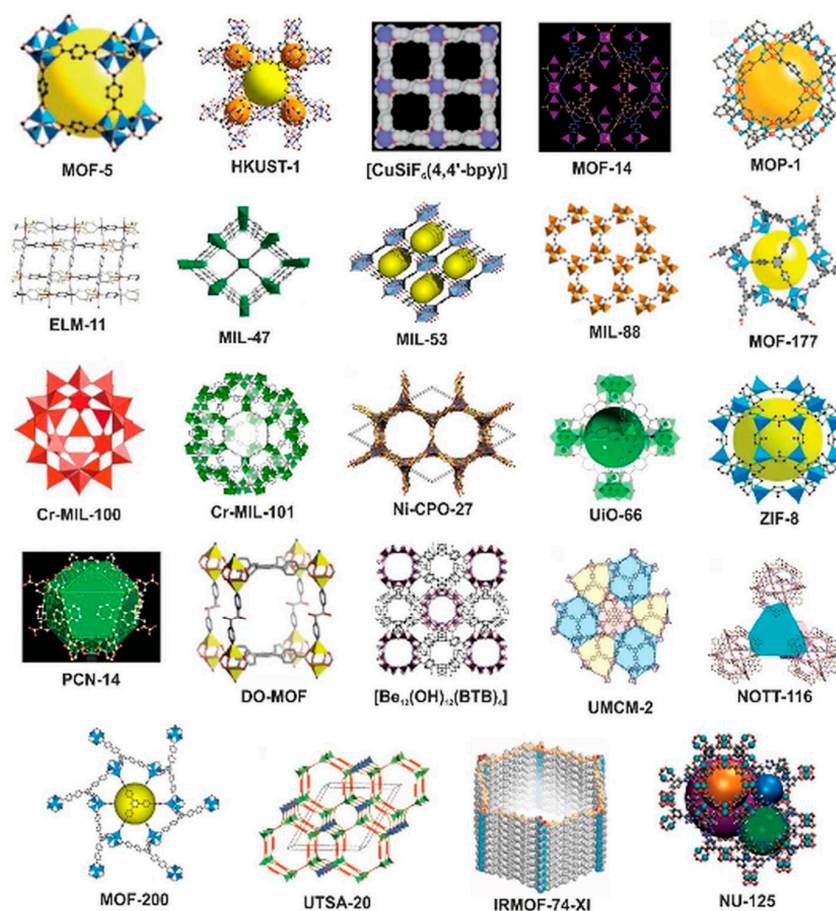 MOF-5 HKUST-1 [CuSiF₆(4,4'-bpy)] MOF-14 MOP-1
ELM-11 MIL-47 MIL-53 MIL-88 MOF-177
Cr-MIL-100 Cr-MIL-101 Ni-CPO-27 UiO-66 ZIF-8
PCN-14 DO-MOF [Be₁₂(OH)₁₂(BTB)₄] UMCM-2 NOTT-116
MOF-200 UTSA-20 IRMOF-74-XI NU-125